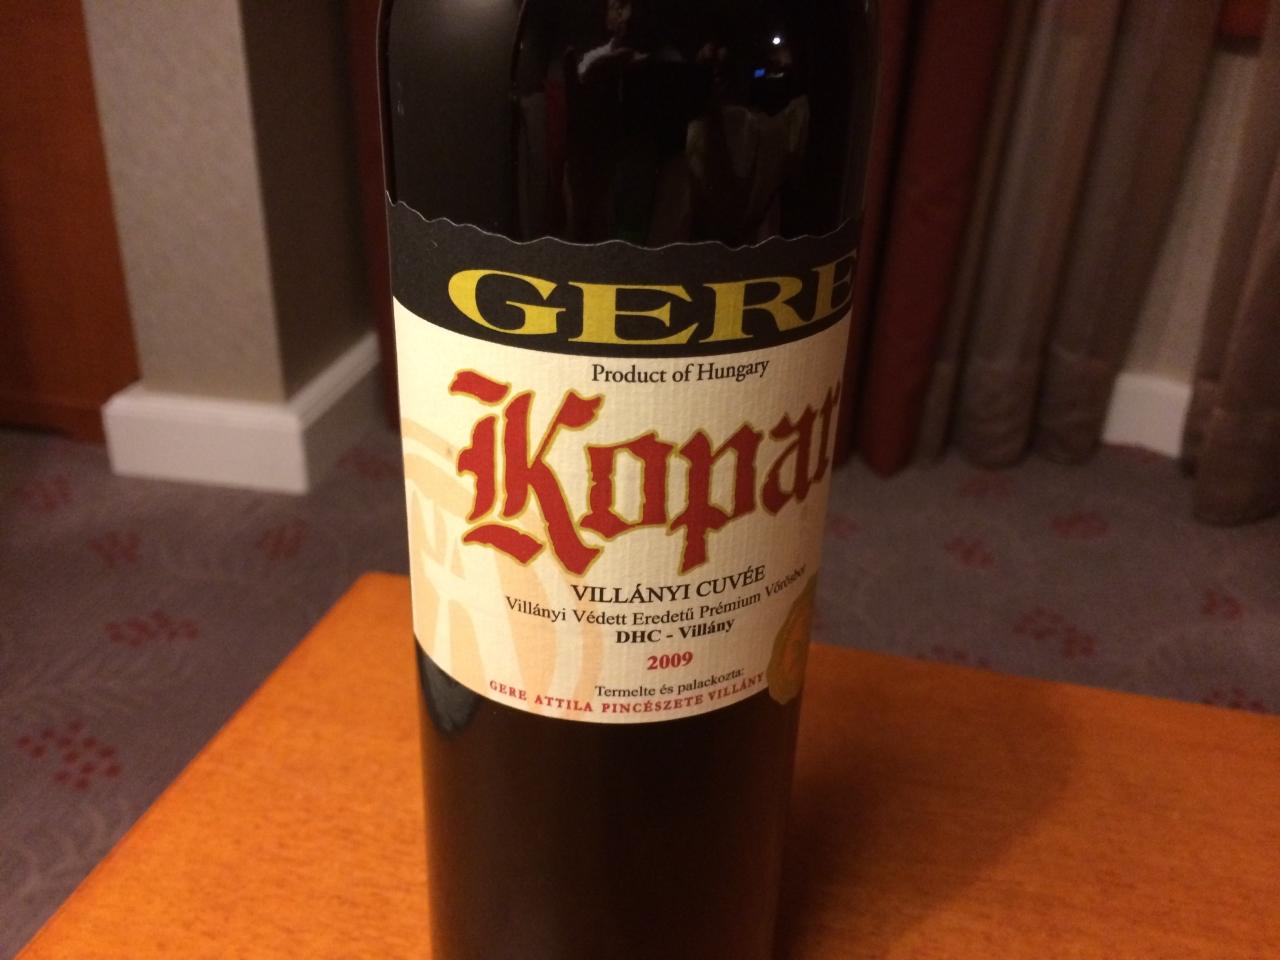 GERE
Product of Hungary
Kopar
VILLÁNYI CUVÉE
Villányi Védett Eredetű Prémium Vörösbor
DHC - Villány
2009
Termelte és palackozta:
GERE ATTILA PINCÉSZETE VILLÁNY